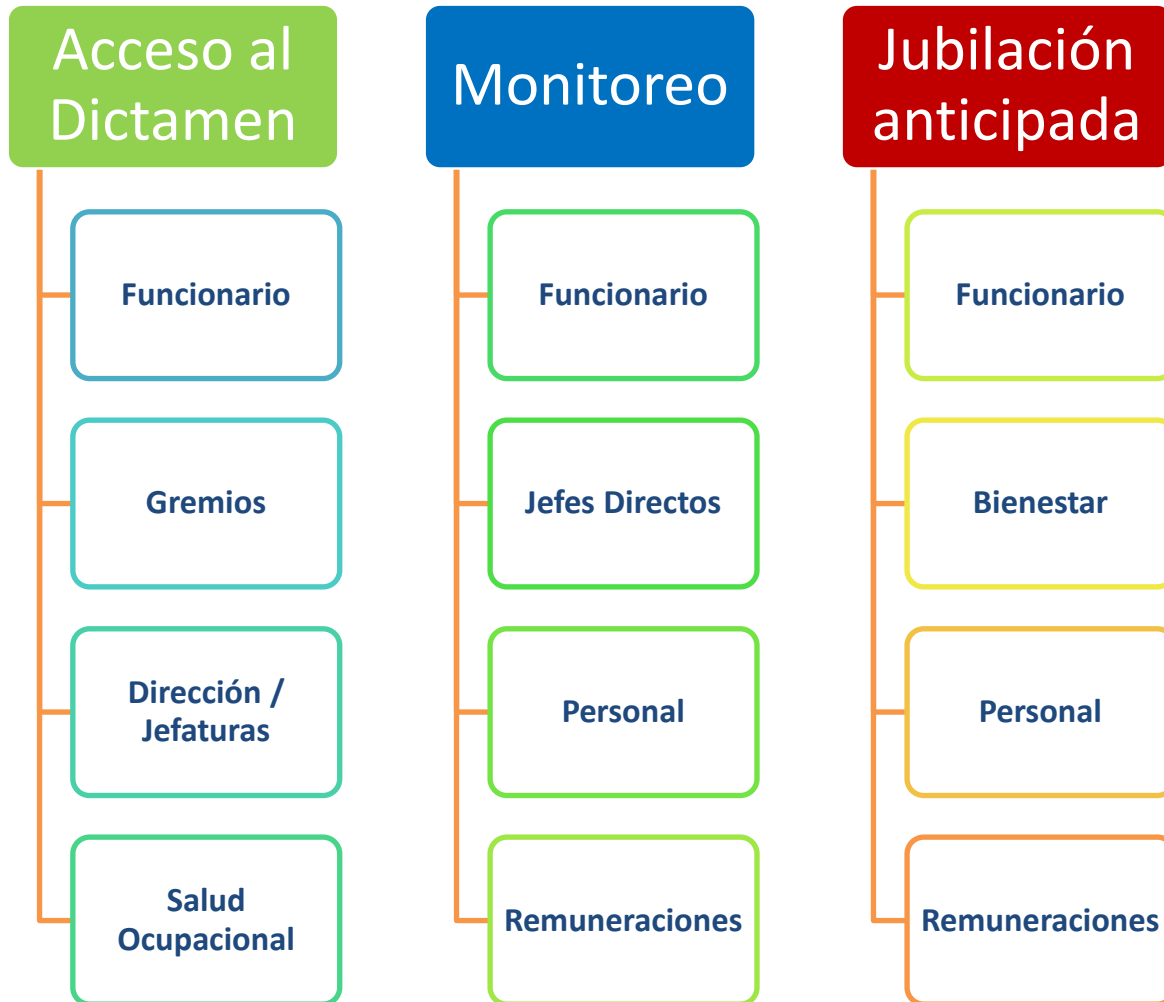 Acceso al
Dictamen
Funcionario
Gremios
Dirección /
Jefaturas
Salud
Ocupacional
Monitoreo
Funcionario
Jefes Directos
Personal
Remuneraciones
Jubilación
anticipada
Funcionario
Bienestar
Personal
Remuneraciones